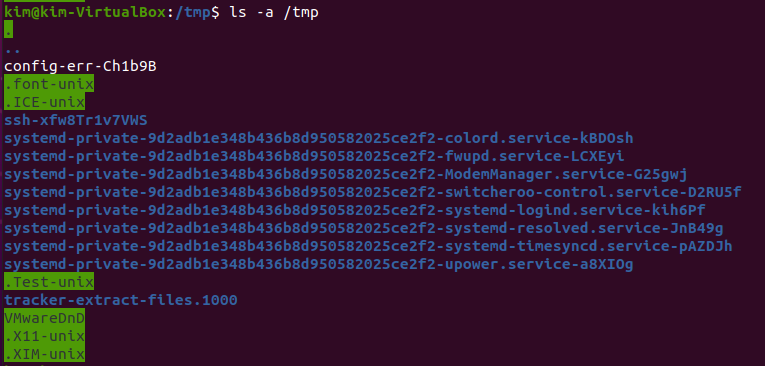 kim@kim-VirtualBox:/tmp$ ls -a /tmp
.
..
config-err-Ch1b9B
.font-unix
.ICE-unix
ssh-xfw8Tr1v7VWS
systemd-private-9d2adb1e348b436b8d950582025ce2f2-colord.service-kBDOsh
systemd-private-9d2adb1e348b436b8d950582025ce2f2-fwupd.service-LCXEyi
systemd-private-9d2adb1e348b436b8d950582025ce2f2-ModemManager.service-G25gwj
systemd-private-9d2adb1e348b436b8d950582025ce2f2-switcheroo-control.service-D2RU5f
systemd-private-9d2adb1e348b436b8d950582025ce2f2-systemd-logind.service-kih6Pf
systemd-private-9d2adb1e348b436b8d950582025ce2f2-systemd-resolved.service-JnB49g
systemd-private-9d2adb1e348b436b8d950582025ce2f2-systemd-timesyncd.service-pAZDJh
systemd-private-9d2adb1e348b436b8d950582025ce2f2-upower.service-a8XIOg
.Test-unix
tracker-extract-files.1000
VMwareDnD
.X11-unix
.XIM-unix